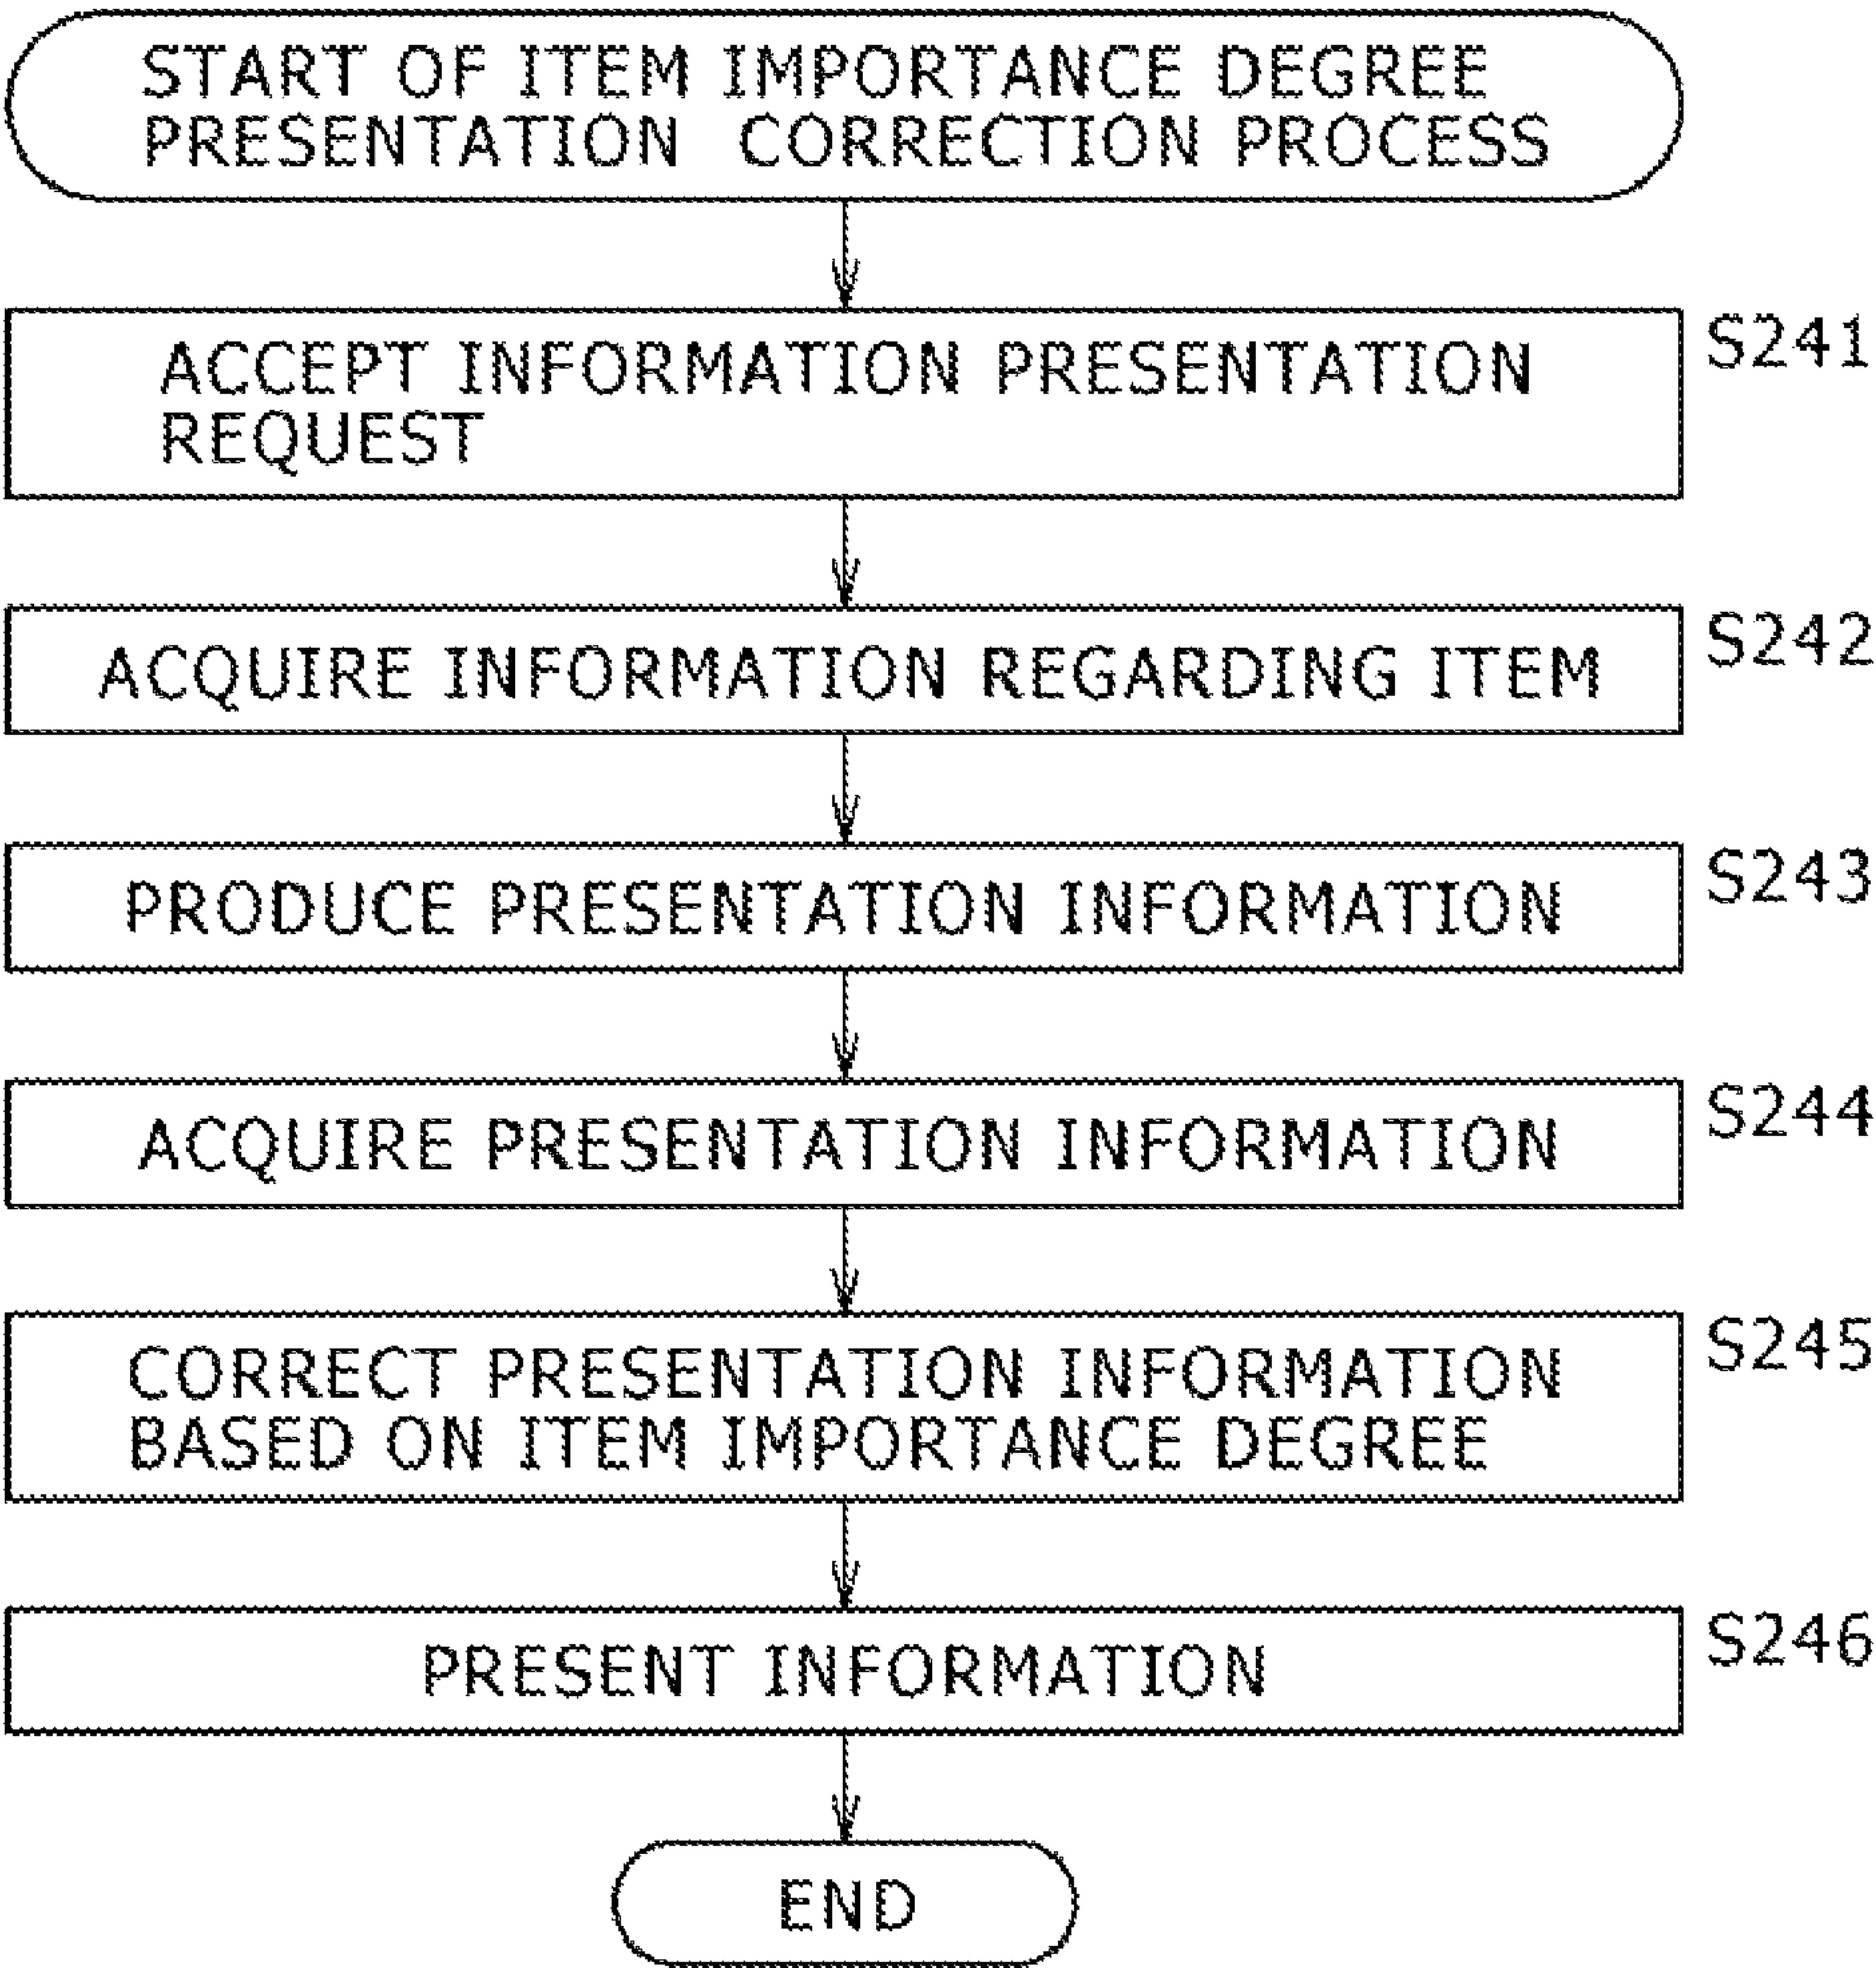 START OF ITEM IMPORTANCE DEGREE
PRESENTATION CORRECTION PROCESS
ACCEPT INFORMATION PRESENTATION
REQUEST
S241
ACQUIRE INFORMATION REGARDING ITEM
S242
PRODUCE PRESENTATION INFORMATION
S243
ACQUIRE PRESENTATION INFORMATION
S244
CORRECT PRESENTATION INFORMATION
BASED ON ITEM IMPORTANCE DEGREE
S245
PRESENT INFORMATION
S246
END